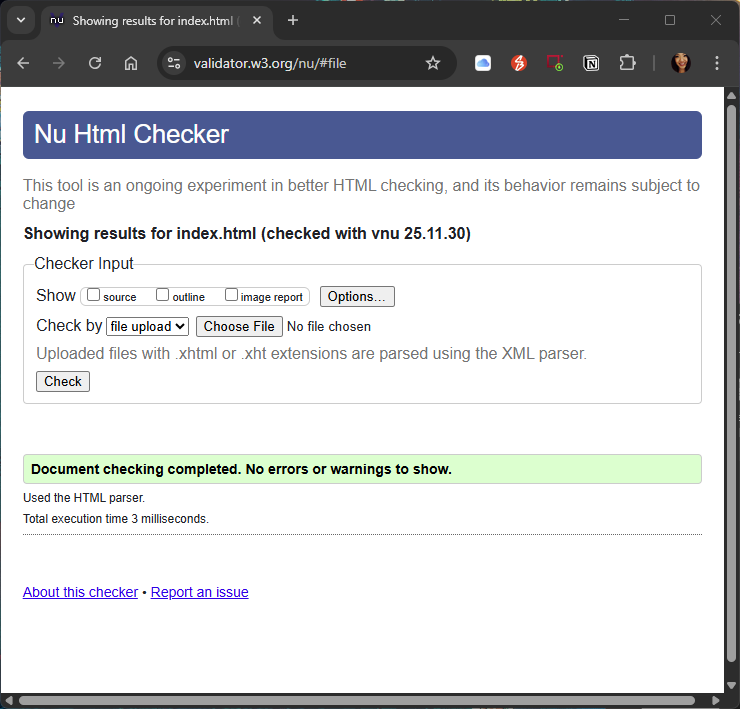 nu Showing results for index.html (
validator.w3.org/nu/#file
Nu Html Checker
This tool is an ongoing experiment in better HTML checking, and its behavior remains subject to
change
Showing results for index.html (checked with vnu 25.11.30)
Checker Input
Show source outline image report Options...
Check by file upload Choose File No file chosen
Uploaded files with .xhtml or .xht extensions are parsed using the XML parser.
Check
Document checking completed. No errors or warnings to show.
Used the HTML parser.
Total execution time 3 milliseconds.
About this checker • Report an issue